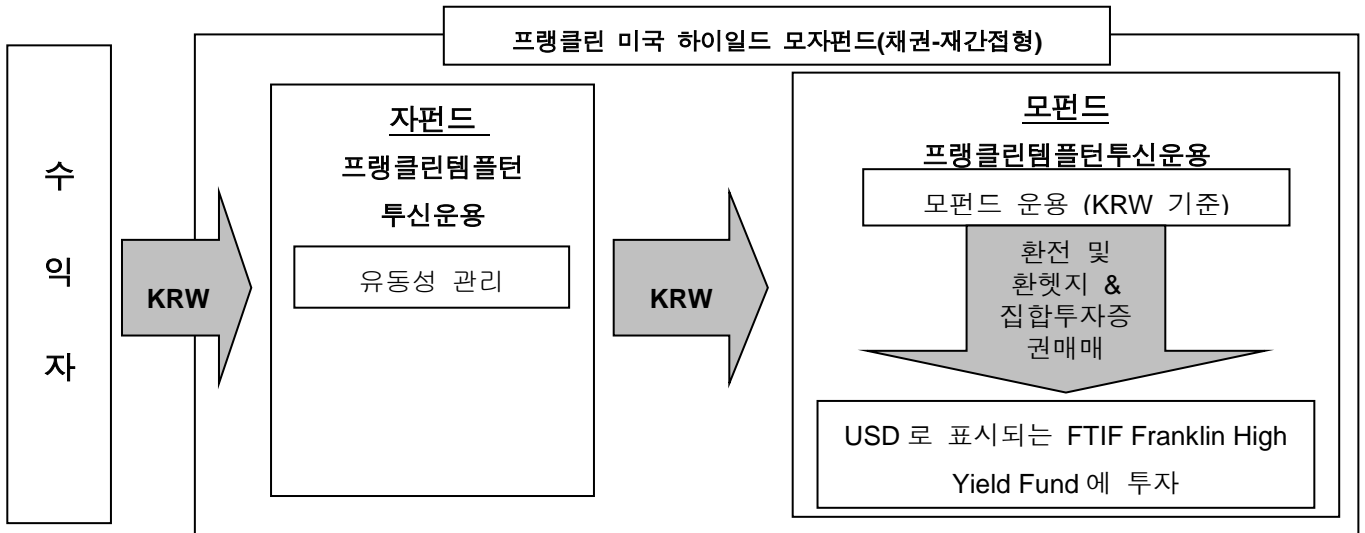 프랭클린 미국 하이일드 모자펀드(채권-재간접형)
수
익
자
KRW
자펀드
프랭클린템플턴
투신운용
유동성 관리
KRW
모펀드
프랭클린템플턴투신운용
모펀드 운용 (KRW 기준)
환전 및
환헷지 &
집합투자증
권매매
USD 로 표시되는 FTIF Franklin High
Yield Fund 에 투자